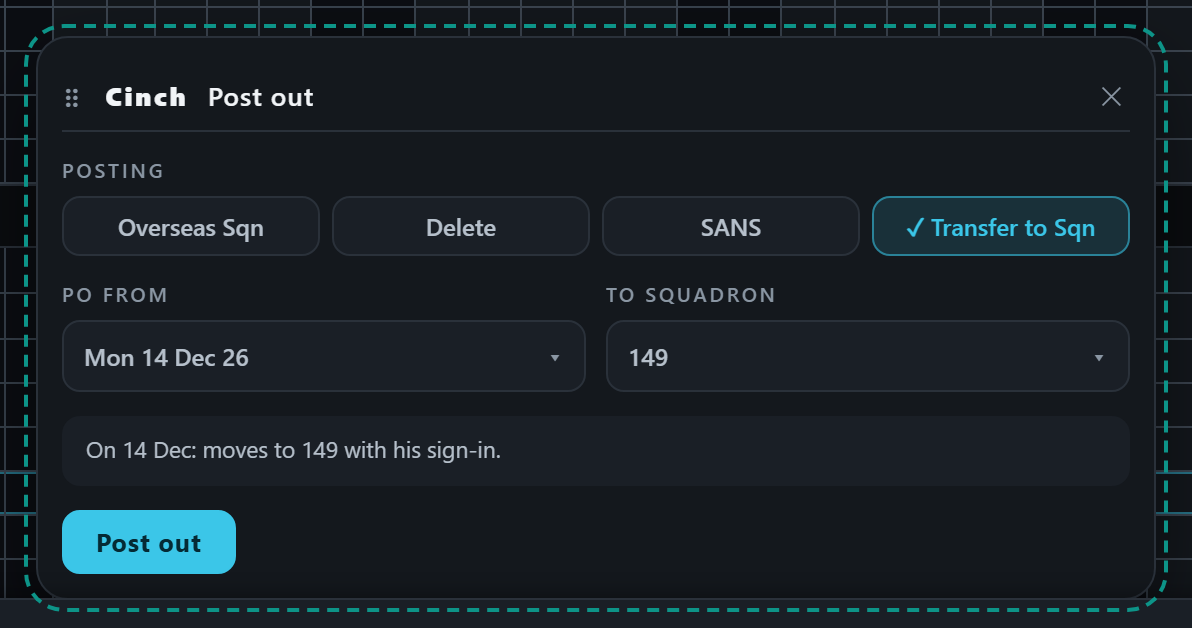 Cinch Post out
POSTING
Overseas Sqn
Delete
SANS
✓ Transfer to Sqn
PO FROM
TO SQUADRON
Mon 14 Dec 26
149
On 14 Dec: moves to 149 with his sign-in.
Post out